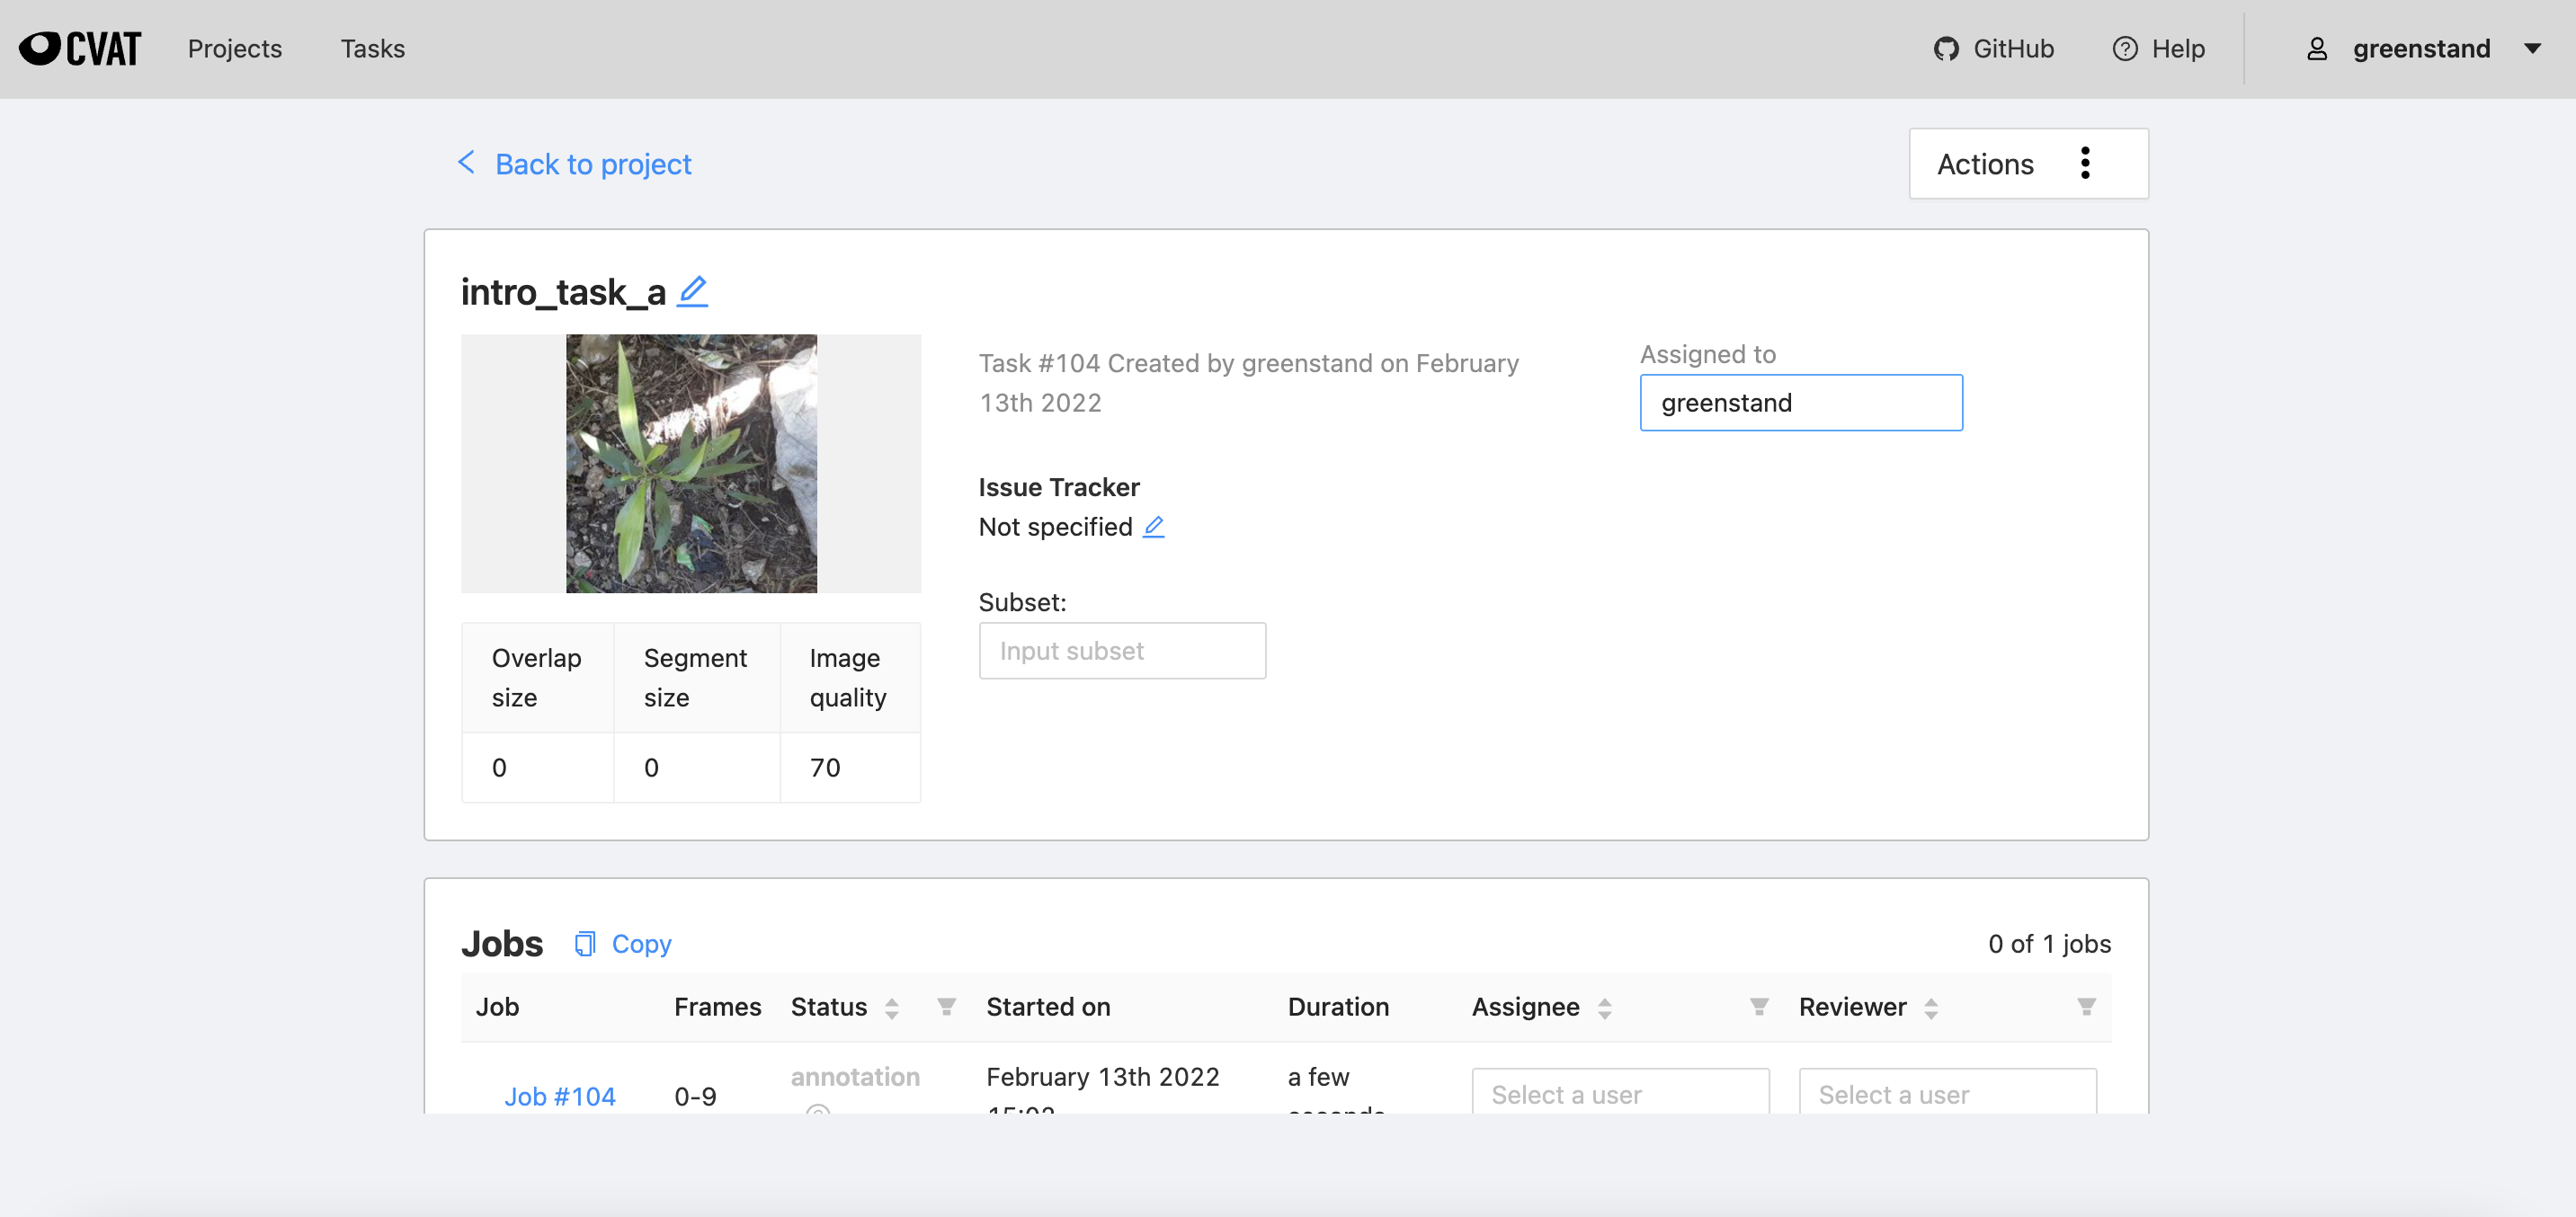 CVAT Projects Tasks GitHub Help greenstand
Back to project Actions
intro_task_a
Task #104 Created by greenstand on February
13th 2022
Assigned to
greenstand
Issue Tracker
Not specified
Subset:
Input subset
Overlap size Segment size Image quality
0 0 70
Jobs Copy 0 of 1 jobs
Job Frames Status Started on Duration Assignee Reviewer
Job #104 0-9 annotation February 13th 2022 a few Select a user Select a user